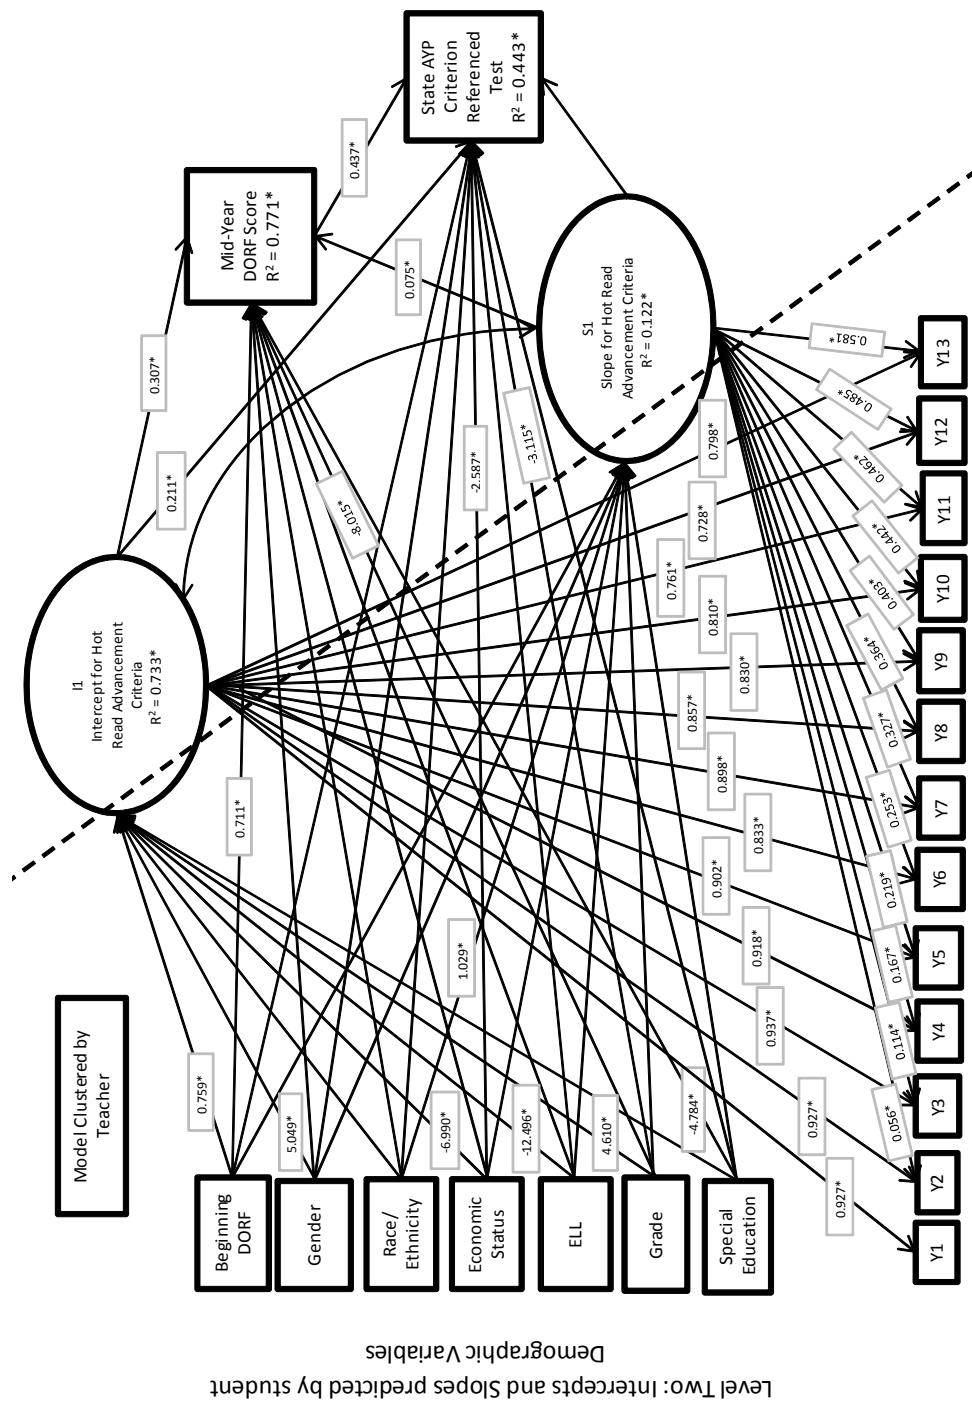 Model Clustered by
Teacher
Level Two: Intercepts and Slopes predicted by student
Demographic Variables
Beginning
DORF
Gender
Race/
Ethnicity
Economic
Status
ELL
Grade
Special
Education
I1
Intercept for Hot
Read Advancement
Criteria
R² = 0.733*
Mid-Year
DORF Score
R² = 0.771*
State AYP
Criterion
Referenced
Test
R² = 0.443*
S1
Slope for Hot Read
Advancement Criteria
R² = 0.122*
0.759*
5.049*
-6.990*
-12.496*
4.610*
-4.784*
0.711*
1.029*
-8.015*
-2.587*
-3.115*
0.307*
0.211*
0.437*
0.075*
0.927*
0.927*
0.937*
0.918*
0.902*
0.833*
0.898*
0.857*
0.830*
0.810*
0.761*
0.728*
0.798*
0.056*
0.114*
0.167*
0.219*
0.253*
0.327*
0.364*
0.403*
0.442*
0.462*
0.485*
0.581*
Y1
Y2
Y3
Y4
Y5
Y6
Y7
Y8
Y9
Y10
Y11
Y12
Y13